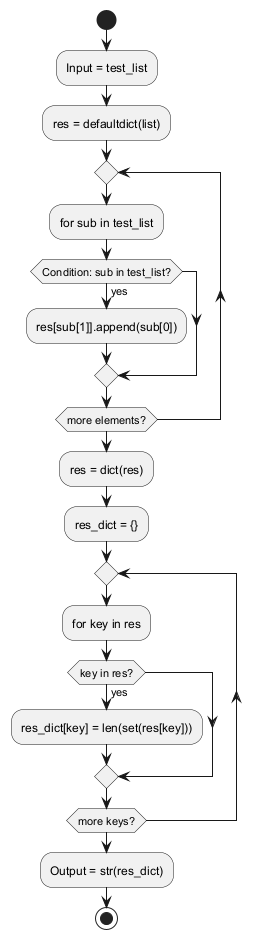 Input = test_list
res = defaultdict(list)
for sub in test_list
Condition: sub in test_list?
yes
res[sub[1]].append(sub[0])
more elements?
res = dict(res)
res_dict = {}
for key in res
key in res?
yes
res_dict[key] = len(set(res[key]))
more keys?
Output = str(res_dict)